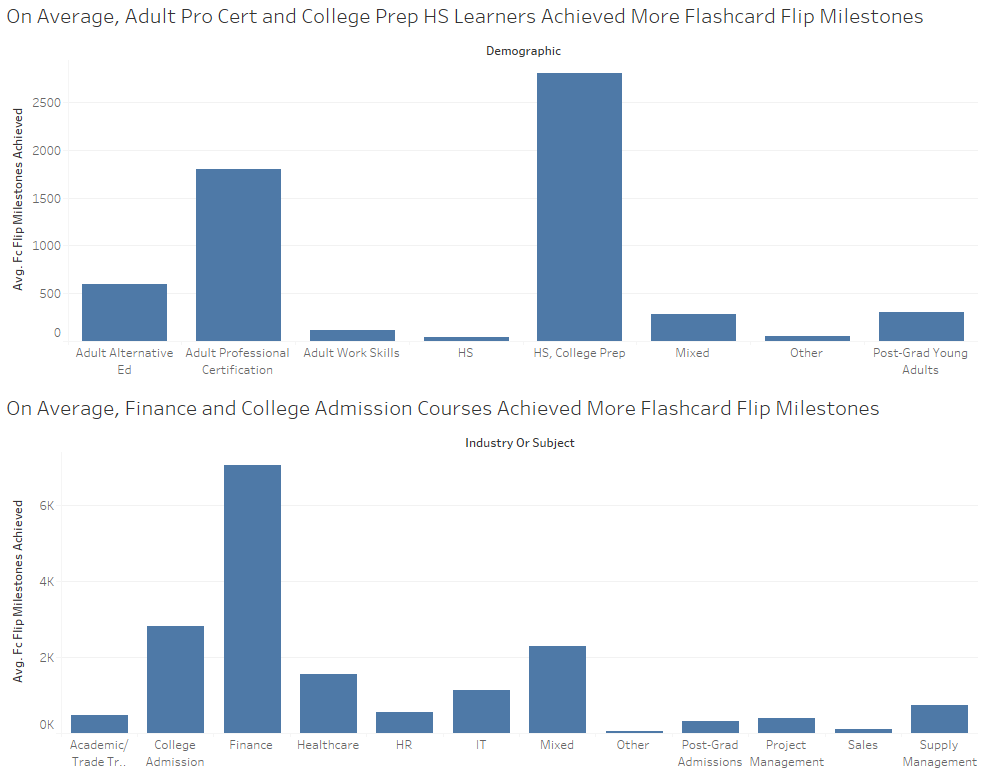 On Average, Adult Pro Cert and College Prep HS Learners Achieved More Flashcard Flip Milestones
Demographic
Avg. Fc Flip Milestones Achieved
2500
2000
1500
1000
500
0
Adult Alternative Ed
Adult Professional Certification
Adult Work Skills
HS
HS, College Prep
Mixed
Other
Post-Grad Young Adults
On Average, Finance and College Admission Courses Achieved More Flashcard Flip Milestones
Industry Or Subject
Avg. Fc Flip Milestones Achieved
6K
4K
2K
0K
Academic/ Trade Tr..
College Admission
Finance
Healthcare
HR
IT
Mixed
Other
Post-Grad Admissions
Project Management
Sales
Supply Management